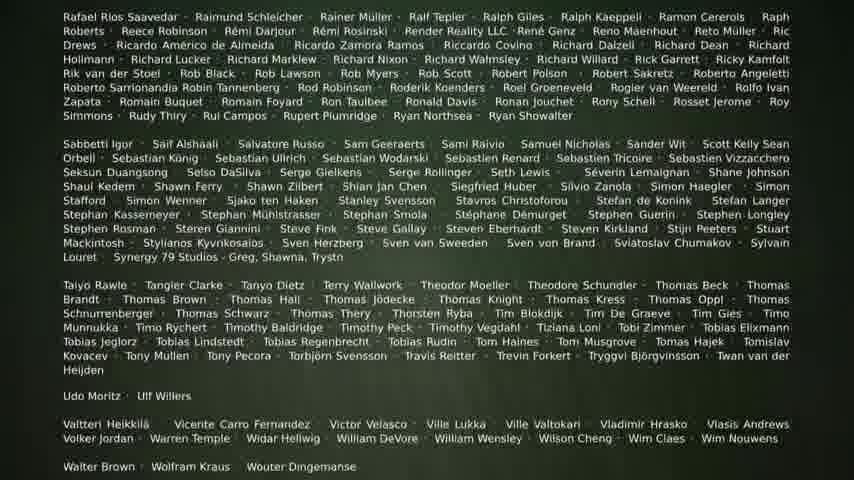 Rafael Rios Saavedar · Raimund Schleicher · Rainer Müller · Ralf Tepler · Ralph Giles · Ralph Kaeppeli · Ramon Cererols · Raph
Roberts · Reece Robinson · Rémi Darjour · Rémi Rosinski · Render Reality LLC · René Genz · Reno Maenhout · Reto Müller · Ric
Drews · Ricardo Américo de Almeida · Ricardo Zamora Ramos · Riccardo Covino · Richard Dalzell · Richard Dean · Richard
Hollmann · Richard Lucker · Richard Marklew · Richard Nixon · Richard Walmsley · Richard Willard · Rick Garrett · Ricky Kamfolt
Rik van der Stoel · Rob Black · Rob Lawson · Rob Myers · Rob Scott · Robert Polson · Robert Sakretz · Roberto Angeletti
Roberto Sarrionandia Robin Tannenberg · Rod Robinson · Roderik Koenders · Roel Groeneveld · Rogier van Weereld · Rolfo Ivan
Zapata · Romain Buquet · Romain Foyard · Ron Taulbee · Ronald Davis · Ronan Jouchet · Rony Schell · Rosset Jerome · Roy
Simmons · Rudy Thiry · Rui Campos · Rupert Plumridge · Ryan Northsea · Ryan Showalter
Sabbetti Igor · Saif Alshaali · Salvatore Russo · Sam Geeraerts · Sami Raivio · Samuel Nicholas · Sander Wit · Scott Kelly Sean
Orbell · Sebastian König · Sebastian Ullrich · Sebastian Wodarski · Sebastien Renard · Sebastien Tricoire · Sebastien Vizzacchero
Seksun Duangsong · Selso DaSilva · Serge Gielkens · Serge Rollinger · Seth Lewis · Séverin Lemaignan · Shane Johnson
Shaul Kedem · Shawn Ferry · Shawn Zilbert · Shian Jan Chen · Siegfried Huber · Silvio Zanola · Simon Haegler · Simon
Stafford · Simon Wenner · Sjako ten Haken · Stanley Svensson · Stavros Christoforou · Stefan de Konink · Stefan Langer
Stephan Kassemeyer · Stephan Mühlstrasser · Stephan Smola · Stéphane Démurget · Stephen Guerin · Stephen Longley
Stephen Rosman · Steren Giannini · Steve Fink · Steve Gallay · Steven Eberhardt · Steven Kirkland · Stijn Peeters · Stuart
Mackintosh · Stylianos Kyvrikosaios · Sven Herzberg · Sven van Sweeden · Sven von Brand · Sviatoslav Chumakov · Sylvain
Louret · Synergy 79 Studios - Greg, Shawna, Trystn
Taiyo Rawle · Tangier Clarke · Tanyo Dietz · Terry Wallwork · Theodor Moeller · Theodore Schundler · Thomas Beck · Thomas
Brandt · Thomas Brown · Thomas Hall · Thomas Jödecke · Thomas Knight · Thomas Kress · Thomas Oppl · Thomas
Schnurrenberger · Thomas Schwarz · Thomas Thery · Thorsten Ryba · Tim Blokdijk · Tim De Graeve · Tim Gies · Timo
Munnukka · Timo Rychert · Timothy Baldridge · Timothy Peck · Timothy Vegdahl · Tiziana Loni · Tobi Zimmer · Tobias Elixmann
Tobias Jeglorz · Tobias Lindstedt · Tobias Regenbrecht · Tobias Rudin · Tom Haines · Tom Musgrove · Tomas Hajek · Tomislav
Kovacev · Tony Mullen · Tony Pecora · Torbjörn Svensson · Travis Reitter · Trevin Forkert · Tryggvi Björgvinsson · Twan van der
Heijden
Udo Moritz · Ulf Willers
Valtteri Heikkilä · Vicente Carro Fernandez · Victor Velasco · Ville Lukka · Ville Valtokari · Vladimir Hrasko · Vlasis Andrews
Volker Jordan · Warren Temple · Widar Hellwig · William DeVore · William Wensley · Wilson Cheng · Wim Claes · Wim Nouwens
Walter Brown · Wolfram Kraus · Wouter Dingemanse